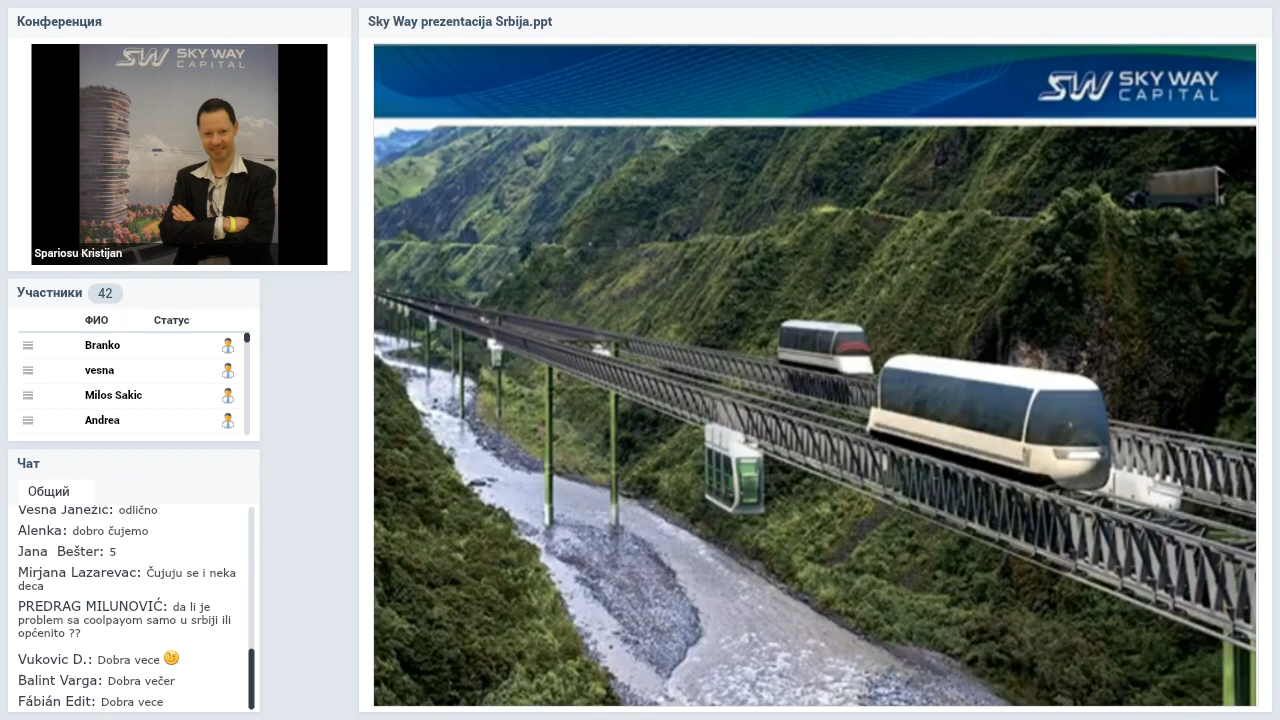 Конференция
SKY WAY
CAPITAL
Spariosu Kristijan
Участники 42
ФИО Статус
Branko
vesna
Milos Sakic
Andrea
Чат
Общий
Vesna Janežic: odlično
Alenka: dobro čujemo
Jana Bešter: 5
Mirjana Lazarevac: Čujuju se i neka
deca
PREDRAG MILUNOVIĆ: da li je
problem sa coolpayom samo u srbiji ili
općenito ??
Vukovic D.: Dobra vece
Balint Varga: Dobra večer
Fábián Edit: Dobra vece
Sky Way prezentacija Srbija.ppt
SW SKY WAY
CAPITAL